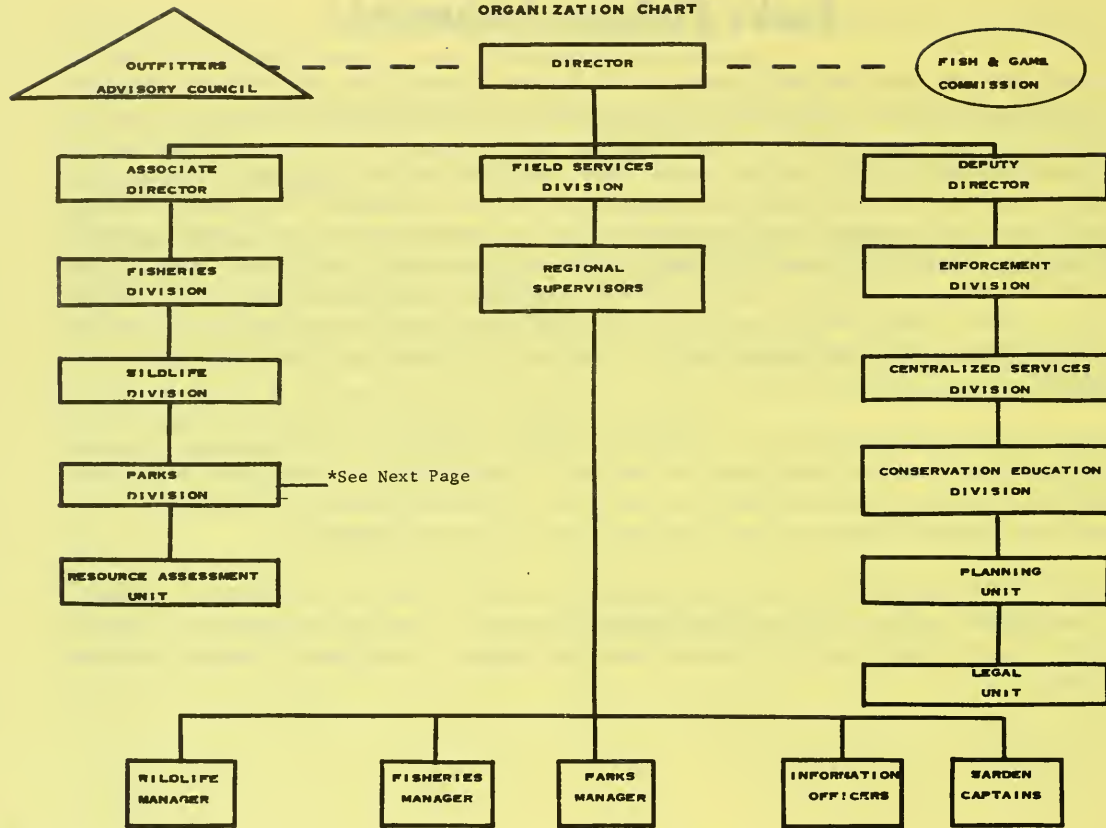 ORGANIZATION CHART
OUTFITTERS
ADVISORY COUNCIL
DIRECTOR
FISH & GAME
COMMISSION
ASSOCIATE
DIRECTOR
FIELD SERVICES
DIVISION
DEPUTY
DIRECTOR
FISHERIES
DIVISION
REGIONAL
SUPERVISORS
ENFORCEMENT
DIVISION
WILDLIFE
DIVISION
CENTRALIZED SERVICES
DIVISION
PARKS
DIVISION
*See Next Page
CONSERVATION EDUCATION
DIVISION
RESOURCE ASSESSMENT
UNIT
PLANNING
UNIT
LEGAL
UNIT
WILDLIFE
MANAGER
FISHERIES
MANAGER
PARKS
MANAGER
INFORMATION
OFFICERS
WARDEN
CAPTAINS